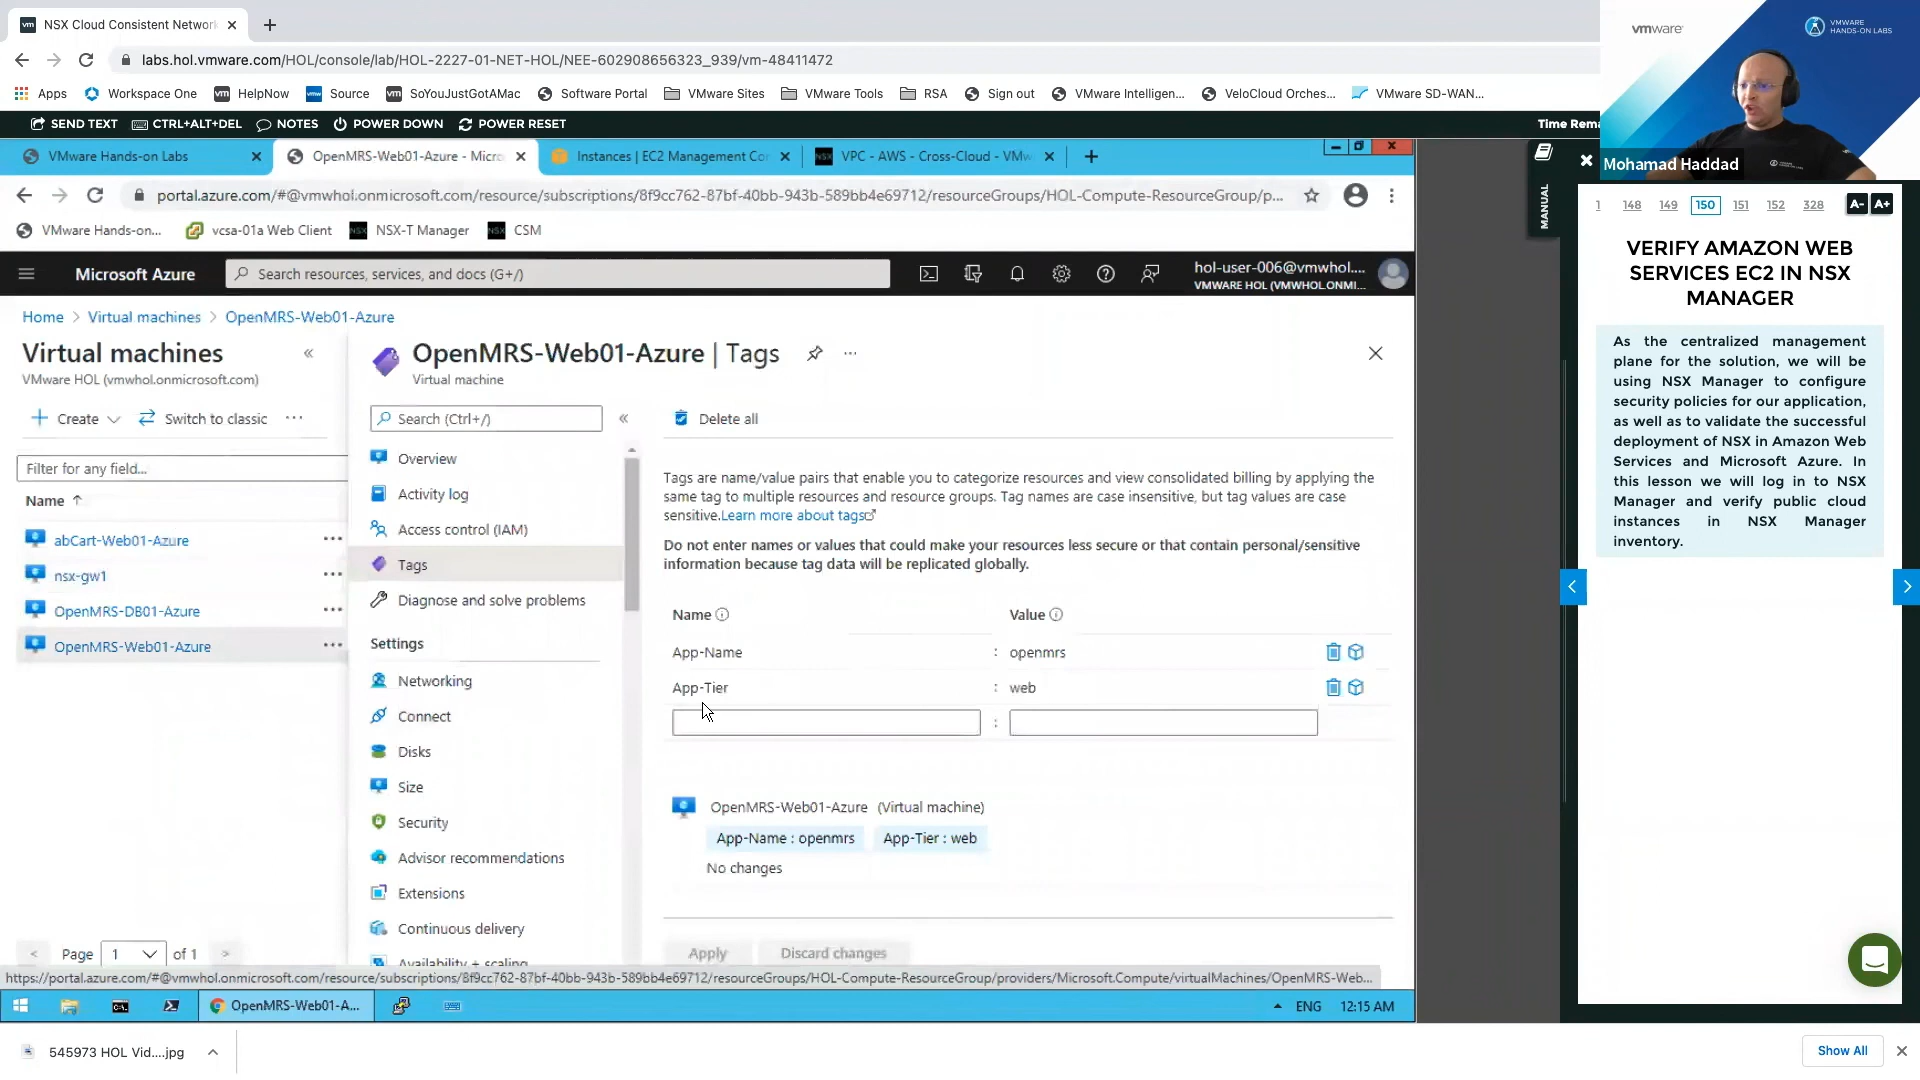 NSX Cloud Consistent Network
labs.hol.vmware.com/HOL/console/lab/HOL-2227-01-NET-HOL/NEE-602908656323_939/vm-48411472
Apps
Workspace One
HelpNow
Source
SoYouJustGotAMac
Software Portal
VMware Sites
VMware Tools
RSA
Sign out
VMware Intelligen...
VeloCloud Orches...
VMware SD-WAN...
SEND TEXT
CTRL+ALT+DEL
NOTES
POWER DOWN
POWER RESET
Time Rema
vmware
VMWARE
HANDS-ON LABS
Mohamad Haddad
VMware Hands-on Labs
OpenMRS-Web01-Azure - Micro
Instances | EC2 Management Con
VPC - AWS - Cross-Cloud - VMw
portal.azure.com/#@vmwhol.onmicrosoft.com/resource/subscriptions/8f9cc762-87bf-40bb-943b-589bb4e69712/resourceGroups/HOL-Compute-ResourceGroup/p...
VMware Hands-on...
vcsa-01a Web Client
NSX-T Manager
CSM
Microsoft Azure
Search resources, services, and docs (G+/)
hol-user-006@vmwhol....
VMWARE HOL (VMWHOL.ONMI...
Home > Virtual machines > OpenMRS-Web01-Azure
Virtual machines
VMware HOL (vmwhol.onmicrosoft.com)
Create
Switch to classic
Filter for any field...
Name
abCart-Web01-Azure
nsx-gw1
OpenMRS-DB01-Azure
OpenMRS-Web01-Azure
Page 1 of 1
OpenMRS-Web01-Azure | Tags
Virtual machine
Search (Ctrl+/)
Overview
Activity log
Access control (IAM)
Tags
Diagnose and solve problems
Settings
Networking
Connect
Disks
Size
Security
Advisor recommendations
Extensions
Continuous delivery
Availability + scaling
Delete all
Tags are name/value pairs that enable you to categorize resources and view consolidated billing by applying the
same tag to multiple resources and resource groups. Tag names are case insensitive, but tag values are case
sensitive.Learn more about tags
Do not enter names or values that could make your resources less secure or that contain personal/sensitive
information because tag data will be replicated globally.
Name
Value
App-Name : openmrs
App-Tier : web
:
OpenMRS-Web01-Azure (Virtual machine)
App-Name : openmrs
App-Tier : web
No changes
Apply
Discard changes
https://portal.azure.com/#@vmwhol.onmicrosoft.com/resource/subscriptions/8f9cc762-87bf-40bb-943b-589bb4e69712/resourceGroups/HOL-Compute-ResourceGroup/providers/Microsoft.Compute/virtualMachines/OpenMRS-Web...
OpenMRS-Web01-A...
ENG
12:15 AM
MANUAL
1 148 149 150 151 152 328
A- A+
VERIFY AMAZON WEB
SERVICES EC2 IN NSX
MANAGER
As the centralized management
plane for the solution, we will be
using NSX Manager to configure
security policies for our application,
as well as to validate the successful
deployment of NSX in Amazon Web
Services and Microsoft Azure. In
this lesson we will log in to NSX
Manager and verify public cloud
instances in NSX Manager
inventory.
545973 HOL Vid....jpg
Show All